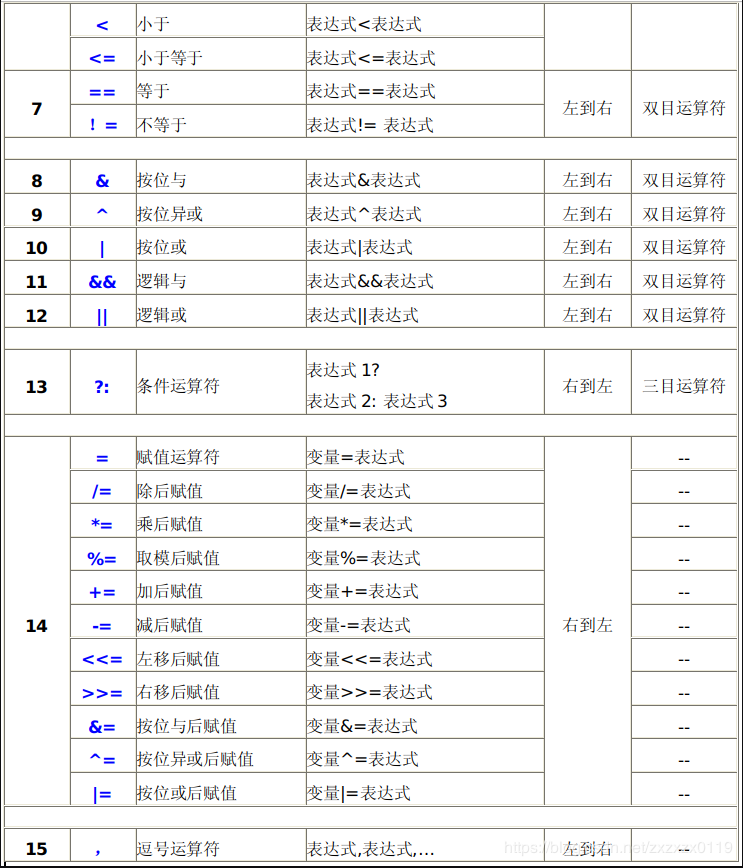 < 小于 表达式<表达式
<= 小于等于 表达式<=表达式
7 == 等于 表达式==表达式 左到右 双目运算符
！= 不等于 表达式!= 表达式
8 & 按位与 表达式&表达式 左到右 双目运算符
9 ^ 按位异或 表达式^表达式 左到右 双目运算符
10 | 按位或 表达式|表达式 左到右 双目运算符
11 && 逻辑与 表达式&&表达式 左到右 双目运算符
12 || 逻辑或 表达式||表达式 左到右 双目运算符
13 ?: 条件运算符 表达式 1? 右到左 三目运算符
表达式 2: 表达式 3
14 = 赋值运算符 变量=表达式 右到左 --
/= 除后赋值 变量/=表达式 --
*= 乘后赋值 变量*=表达式 --
%= 取模后赋值 变量%=表达式 --
+= 加后赋值 变量+=表达式 --
-= 减后赋值 变量-=表达式 --
<<= 左移后赋值 变量<<=表达式 --
>>= 右移后赋值 变量>>=表达式 --
&= 按位与后赋值 变量&=表达式 --
^= 按位异或后赋值 变量^=表达式 --
|= 按位或后赋值 变量|=表达式 --
15 ， 逗号运算符 表达式,表达式,… 左到右 --